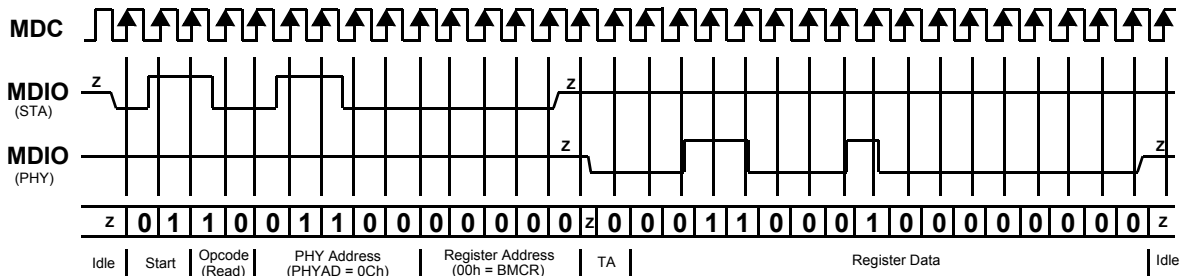 MDC
z
MDIO
(STA)
z
z
MDIO
(PHY)
z
z 0 1 1 0 0 1 1 0 0 0 0 0 0 0 z 0 0 0 1 1 0 0 0 1 0 0 0 0 0 0 0 0 z
Idle
Start
Opcode
(Read)
PHY Address
(PHYAD = 0Ch)
Register Address
(00h = BMCR)
TA
Register Data
Idle